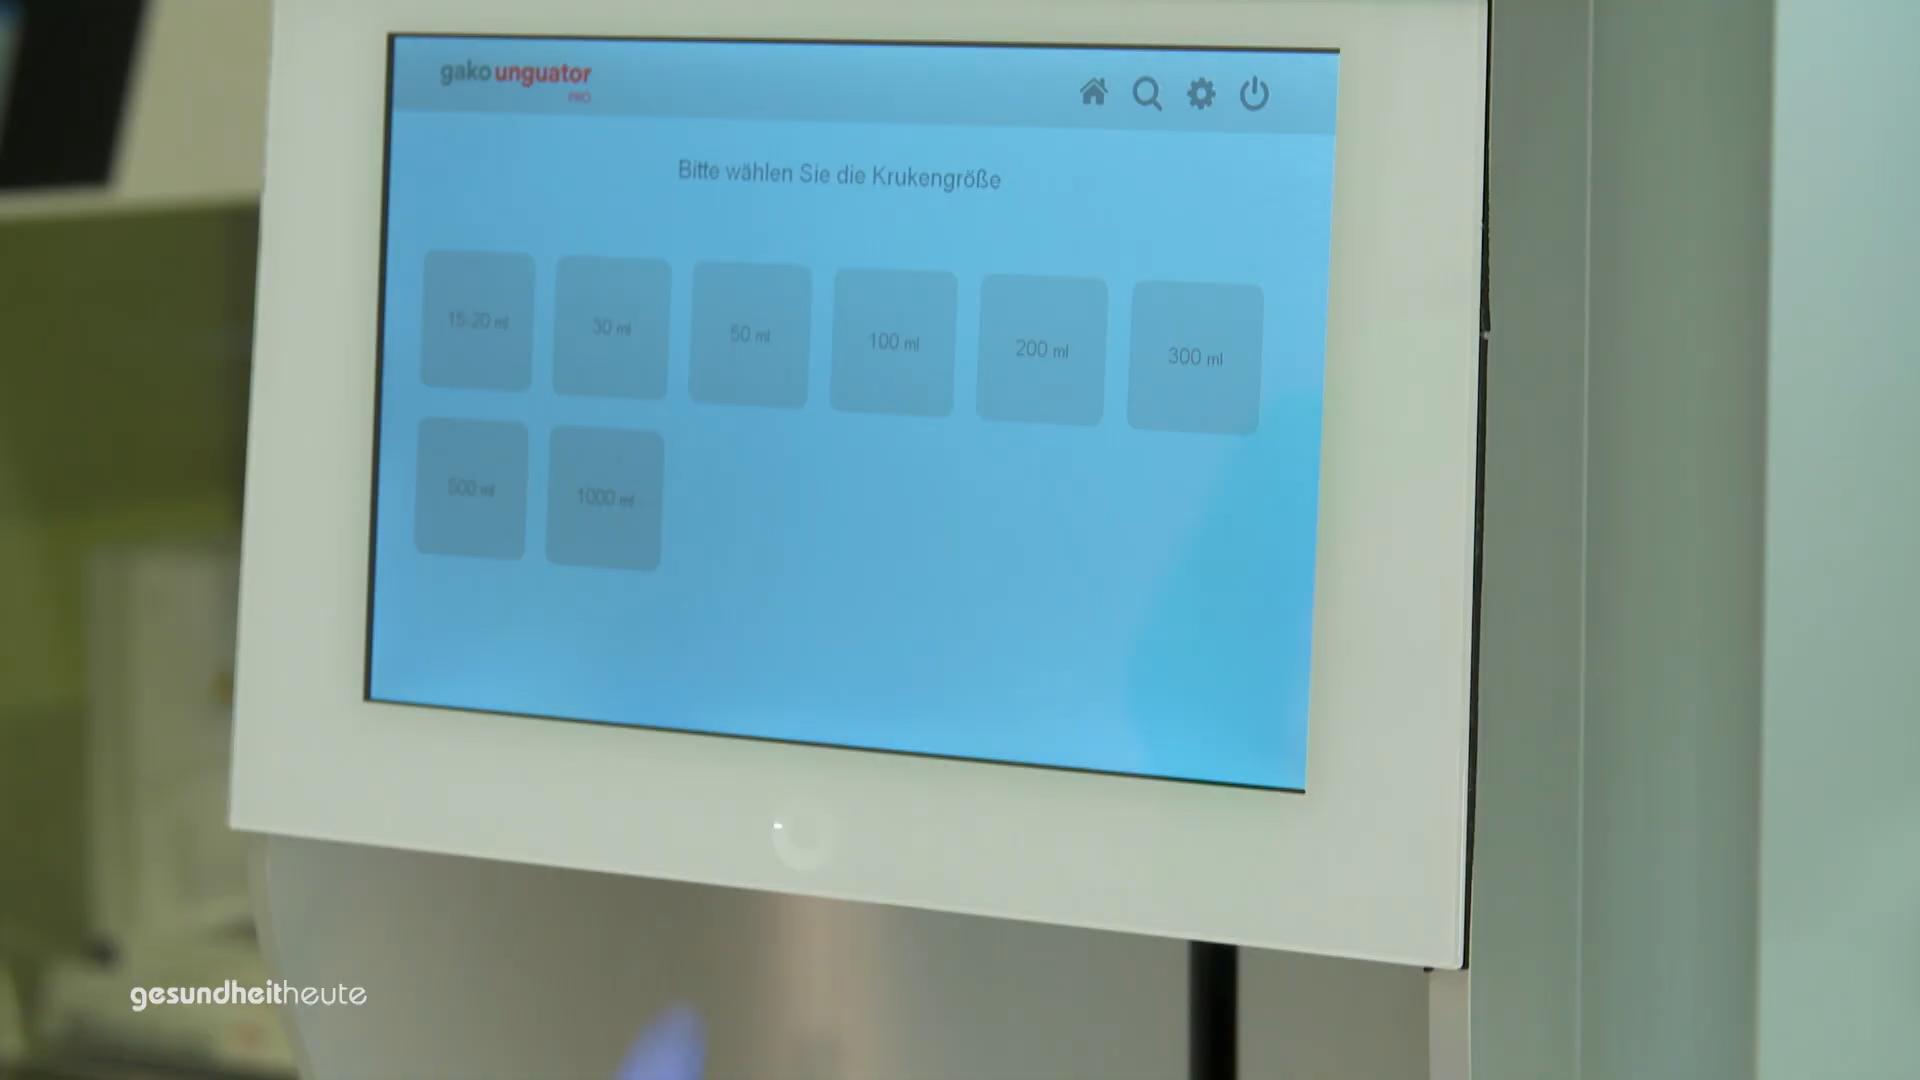 gako unguator
PRO
Bitte wählen Sie die Krukengröße
15-20 ml
30 ml
50 ml
100 ml
200 ml
300 ml
500 ml
1000 ml
gesundheitheute